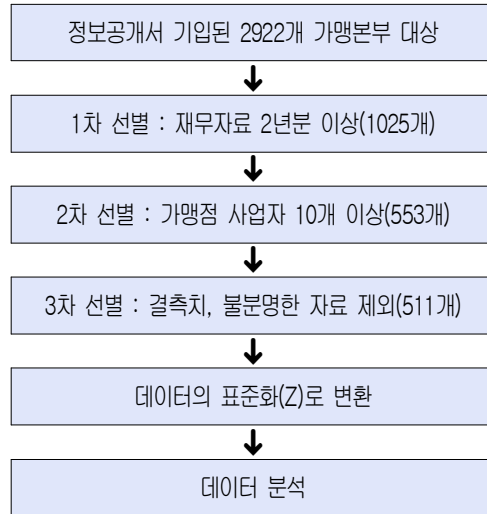 정보공개서 기입된 2922개 가맹본부 대상
1차 선별 : 재무자료 2년분 이상(1025개)
2차 선별 : 가맹점 사업자 10개 이상(553개)
3차 선별 : 결측치, 불분명한 자료 제외(511개)
데이터의 표준화(Z)로 변환
데이터 분석